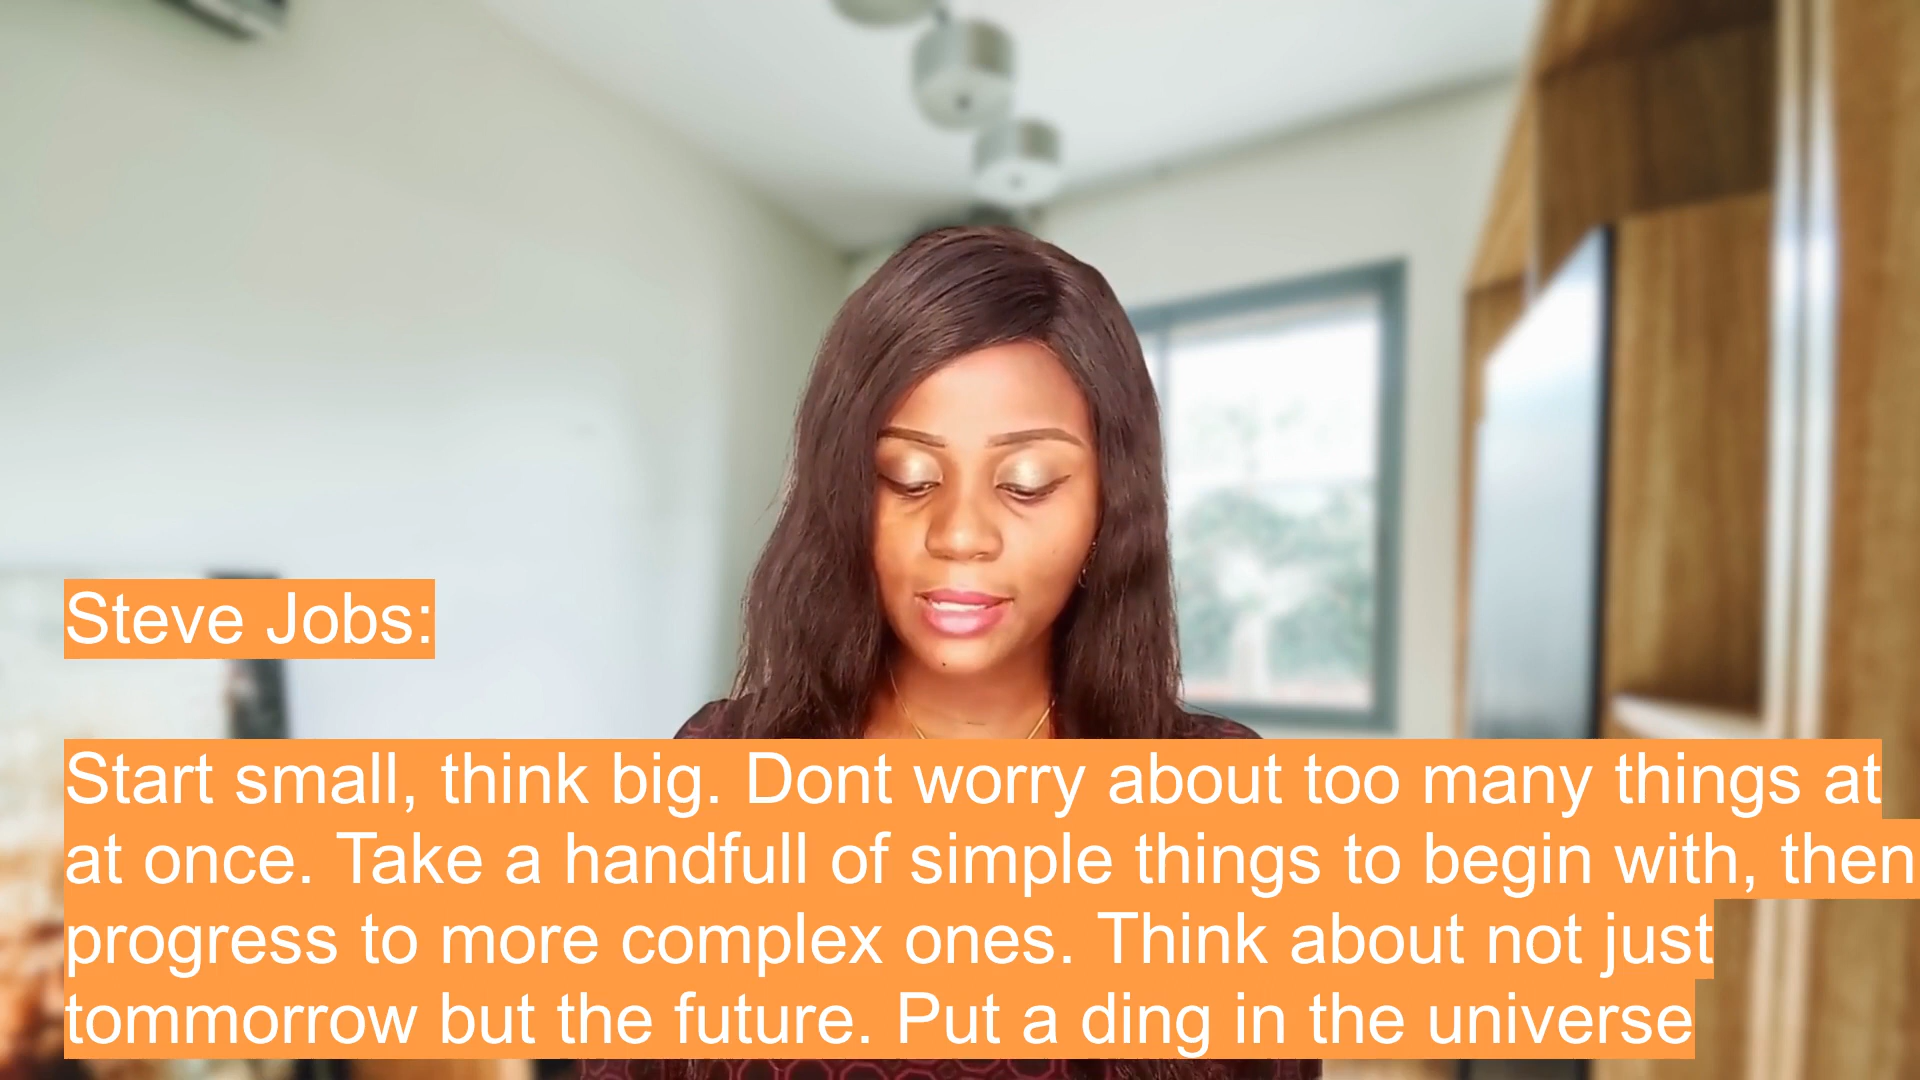 Steve Jobs:
Start small, think big. Dont worry about too many things at
at once. Take a handfull of simple things to begin with, then
progress to more complex ones. Think about not just
tommorrow but the future. Put a ding in the universe